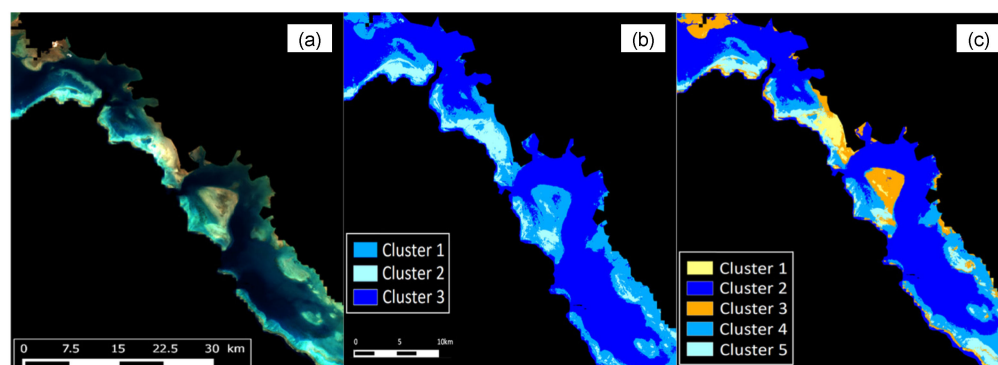 (a)
(b)
(c)
Cluster 1
Cluster 2
Cluster 3
Cluster 1
Cluster 2
Cluster 3
Cluster 4
Cluster 5
0 7.5 15 22.5 30 km
0 5 10km